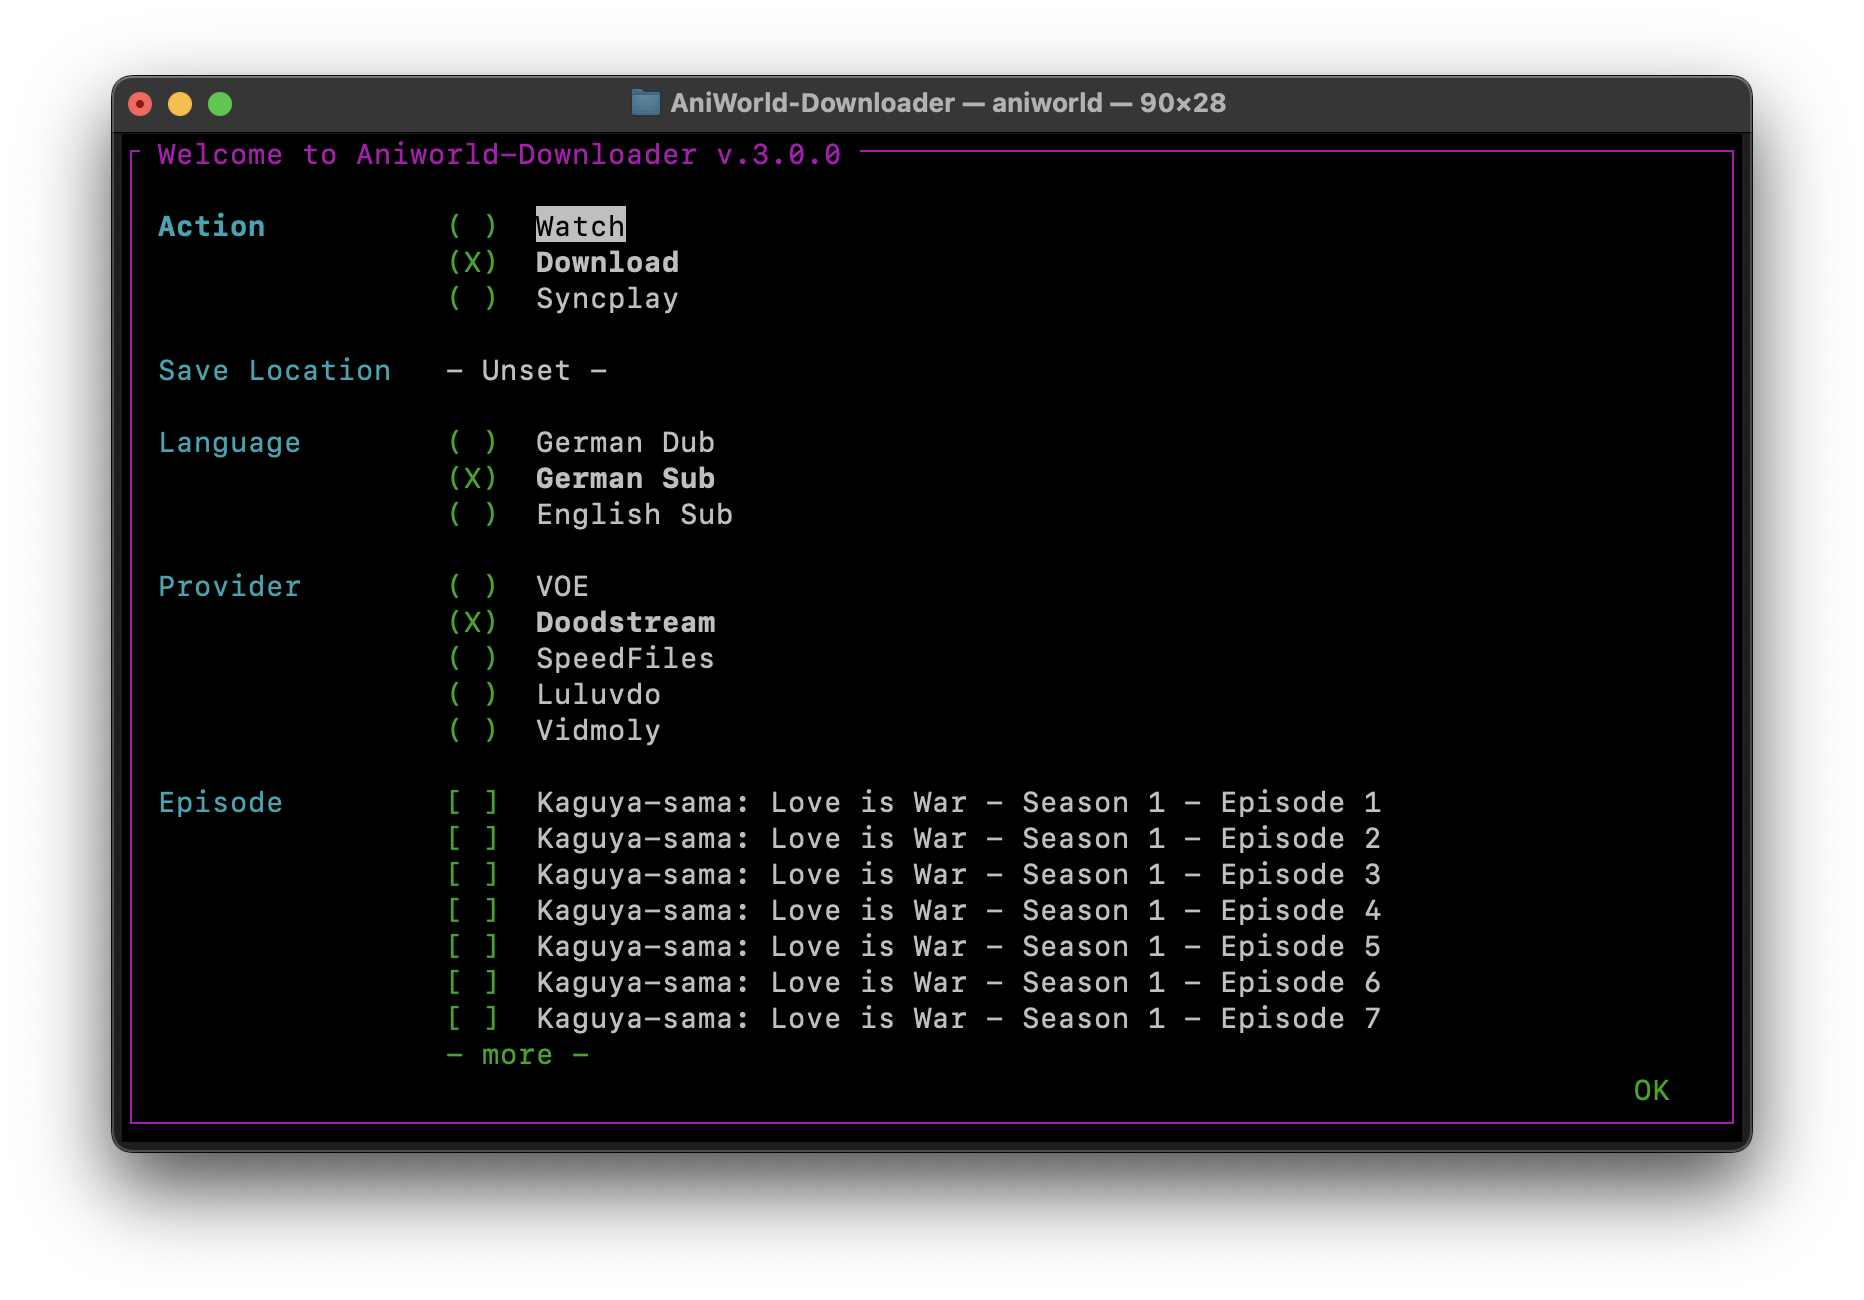 AniWorld-Downloader — aniworld — 90×28
Welcome to Aniworld-Downloader v.3.0.0
Action ( ) Watch
(X) Download
( ) Syncplay
Save Location - Unset -
Language ( ) German Dub
(X) German Sub
( ) English Sub
Provider ( ) VOE
(X) Doodstream
( ) SpeedFiles
( ) Luluvdo
( ) Vidmoly
Episode [ ] Kaguya-sama: Love is War - Season 1 - Episode 1
[ ] Kaguya-sama: Love is War - Season 1 - Episode 2
[ ] Kaguya-sama: Love is War - Season 1 - Episode 3
[ ] Kaguya-sama: Love is War - Season 1 - Episode 4
[ ] Kaguya-sama: Love is War - Season 1 - Episode 5
[ ] Kaguya-sama: Love is War - Season 1 - Episode 6
[ ] Kaguya-sama: Love is War - Season 1 - Episode 7
- more -
OK